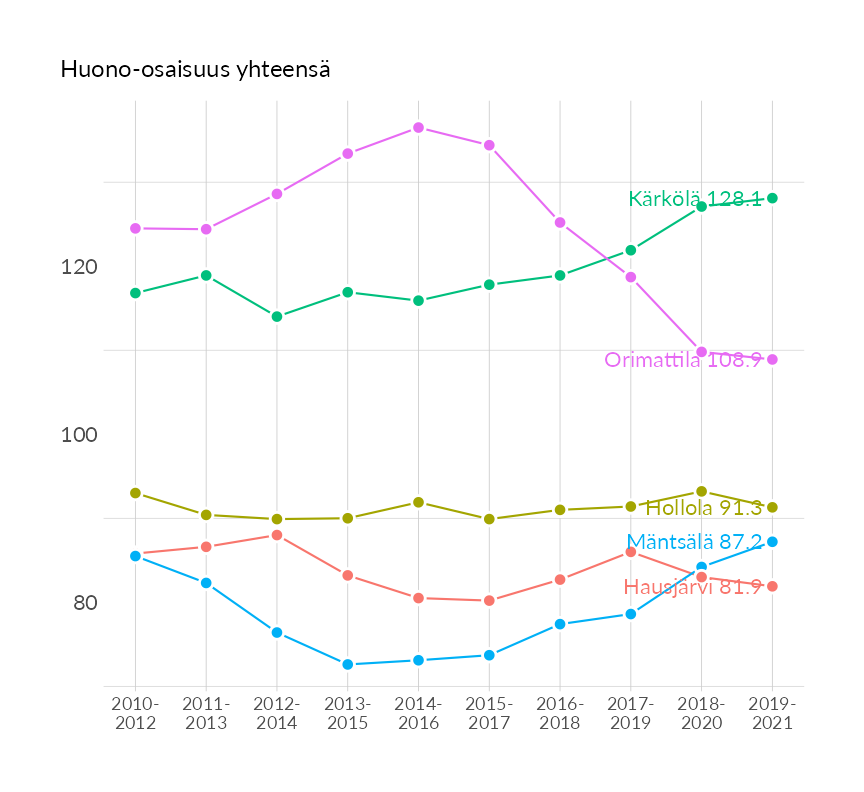 Huono-osaisuus yhteensä
Kärkölä 128.1
120
Orimattila 108.9
100
Hollola 91.3
Mäntsälä 87.2
Hausjärvi 81.9
80
2010- 2011- 2012- 2013- 2014- 2015- 2016- 2017- 2018- 2019-
2012 2013 2014 2015 2016 2017 2018 2019 2020 2021